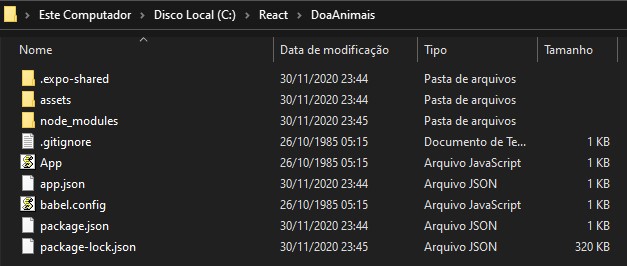 Este Computador > Disco Local (C:) > React > DoaAnimais
Nome Data de modificação Tipo Tamanho
.expo-shared 30/11/2020 23:44 Pasta de arquivos
assets 30/11/2020 23:44 Pasta de arquivos
node_modules 30/11/2020 23:45 Pasta de arquivos
.gitignore 26/10/1985 05:15 Documento de Te... 1 KB
App 26/10/1985 05:15 Arquivo JavaScript 1 KB
app.json 30/11/2020 23:44 Arquivo JSON 1 KB
babel.config 26/10/1985 05:15 Arquivo JavaScript 1 KB
package.json 30/11/2020 23:44 Arquivo JSON 1 KB
package-lock.json 30/11/2020 23:45 Arquivo JSON 320 KB